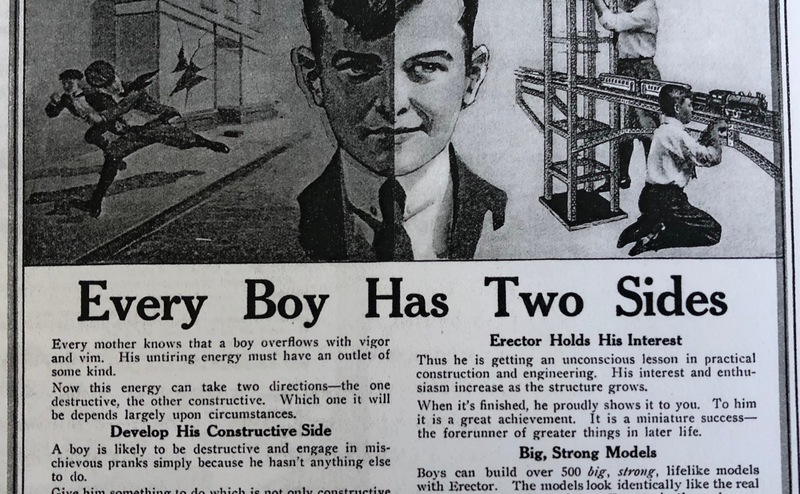 Every Boy Has Two Sides
Every mother knows that a boy overflows with vigor
and vim. His untiring energy must have an outlet of
some kind.
Now this energy can take two directions—the one
destructive, the other constructive. Which one it will
be depends largely upon circumstances.
Develop His Constructive Side
A boy is likely to be destructive and engage in mis-
chievous pranks simply because he hasn't anything else
to do.
Give him something to do which is not only constructive
Erector Holds His Interest
Thus he is getting an unconscious lesson in practical
construction and engineering. His interest and enthu-
siasm increase as the structure grows.
When it's finished, he proudly shows it to you. To him
it is a great achievement. It is a miniature success—
the forerunner of greater things in later life.
Big, Strong Models
Boys can build over 500 big, strong, lifelike models
with Erector. The models look identically like the real